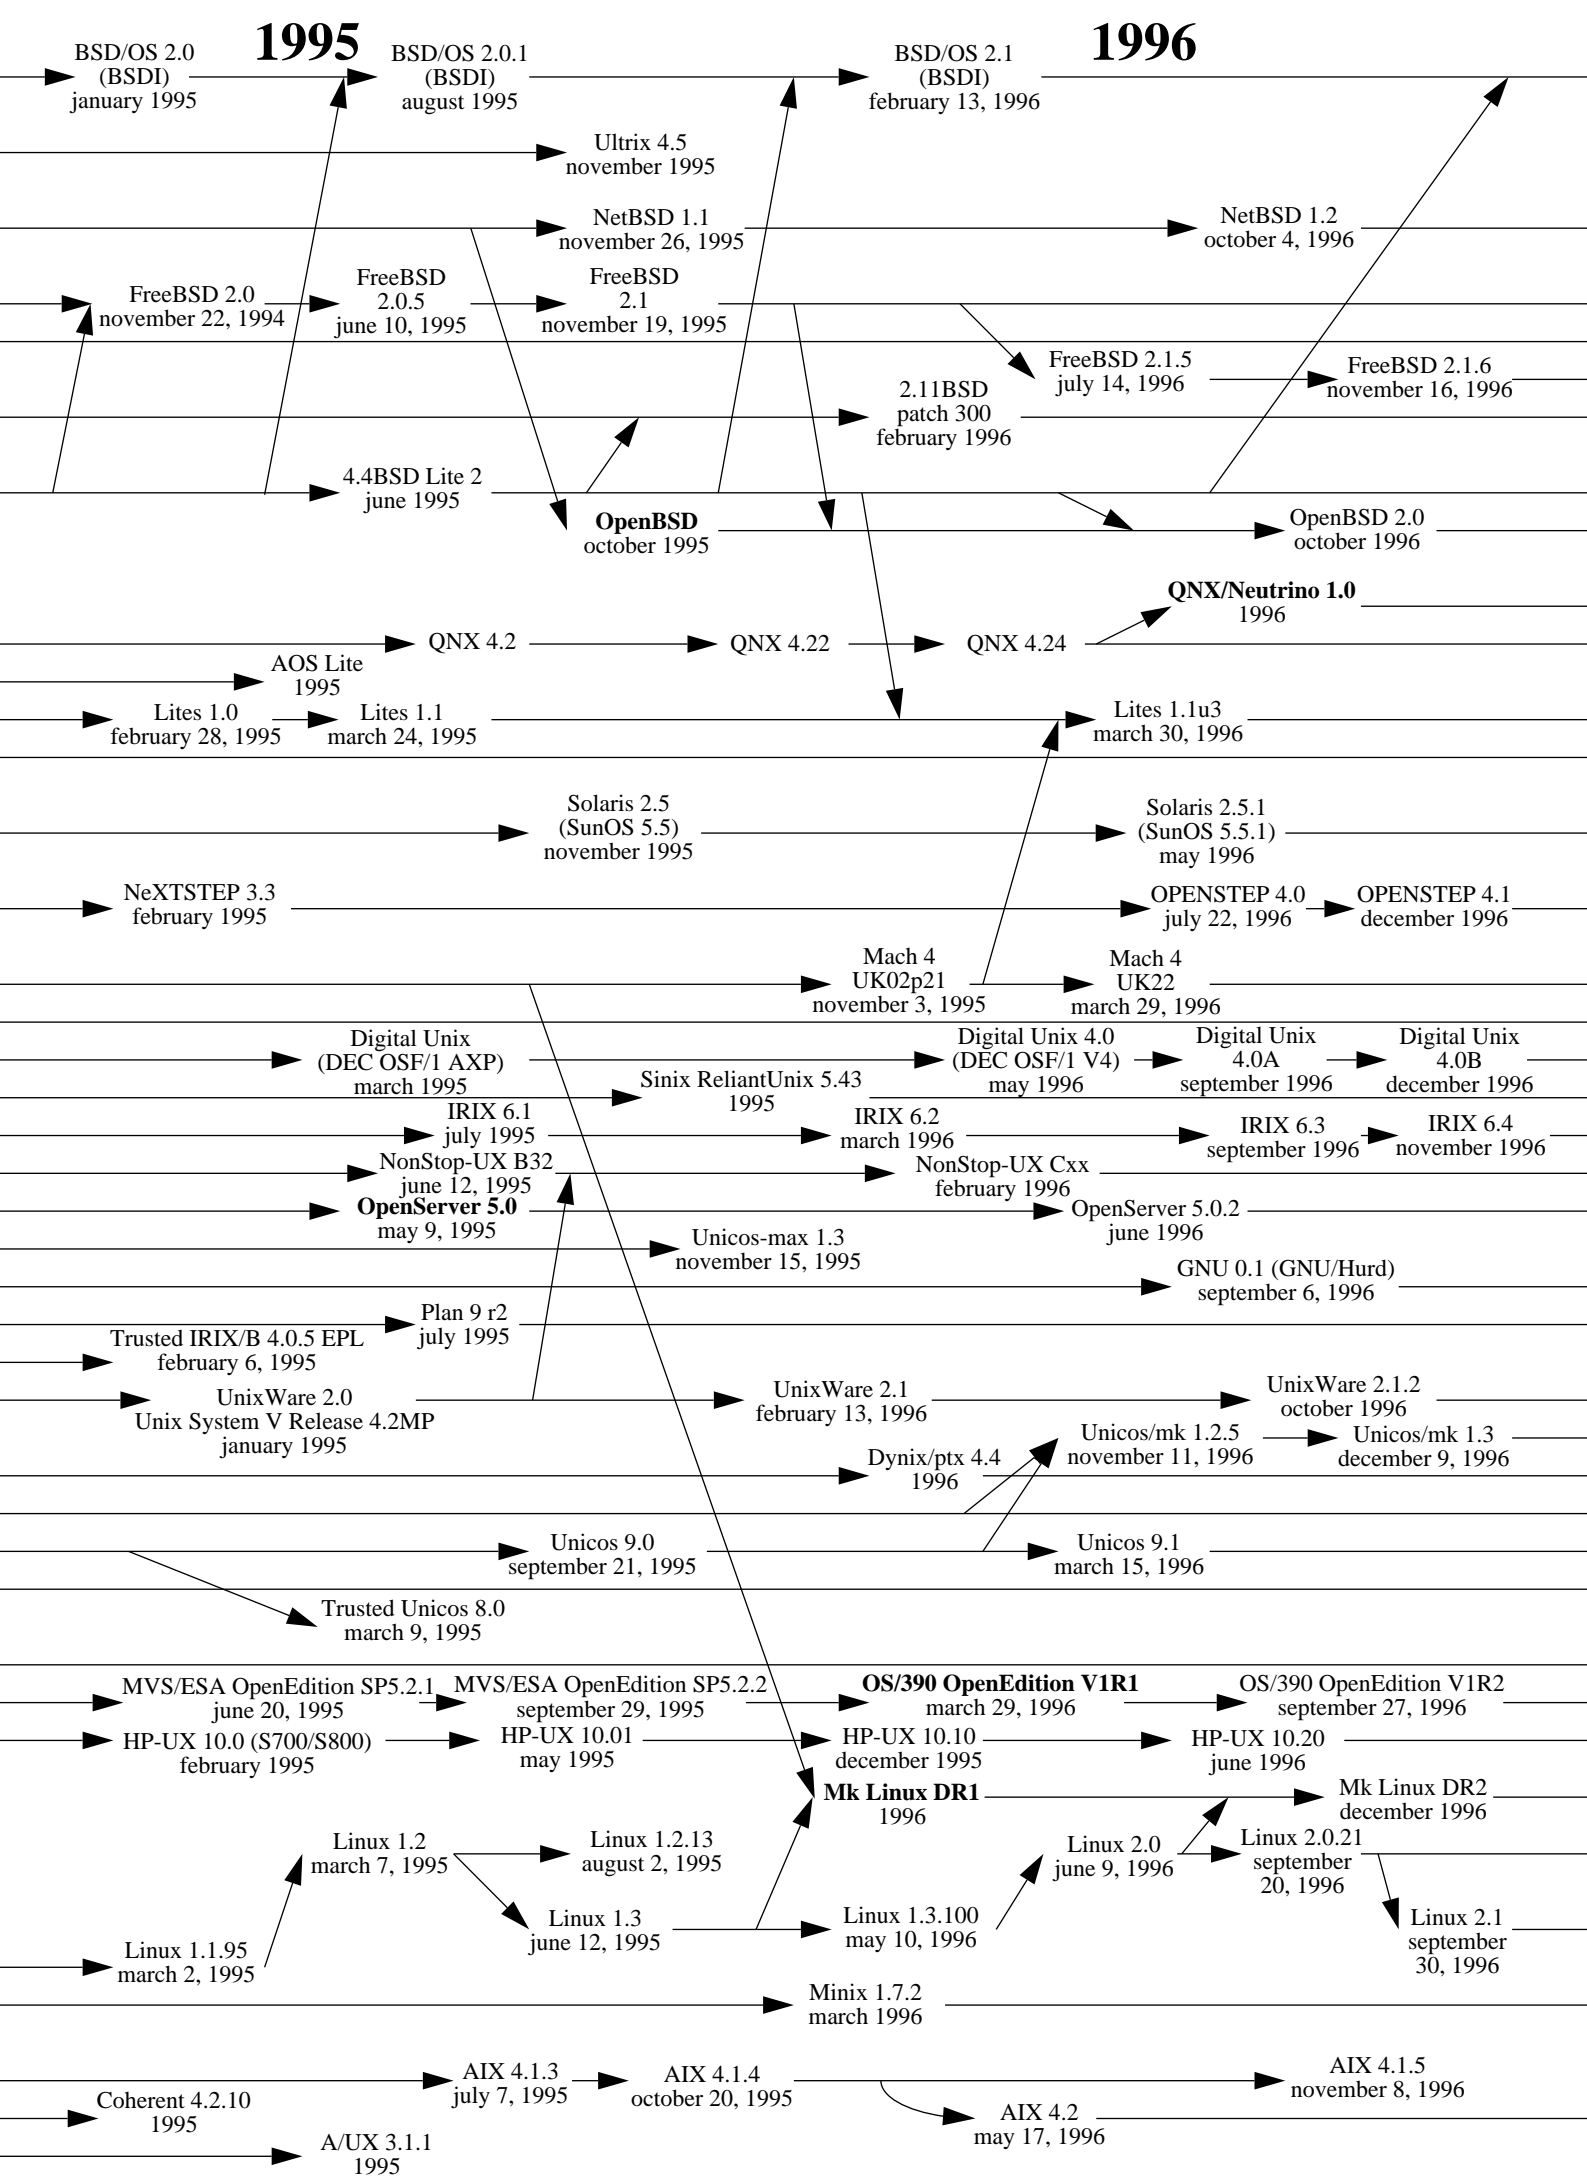 1995
1996
BSD/OS 2.0
(BSDI)
january 1995
BSD/OS 2.0.1
(BSDI)
august 1995
BSD/OS 2.1
(BSDI)
february 13, 1996
Ultrix 4.5
november 1995
NetBSD 1.1
november 26, 1995
NetBSD 1.2
october 4, 1996
FreeBSD 2.0
november 22, 1994
FreeBSD
2.0.5
june 10, 1995
FreeBSD
2.1
november 19, 1995
FreeBSD 2.1.5
july 14, 1996
FreeBSD 2.1.6
november 16, 1996
2.11BSD
patch 300
february 1996
4.4BSD Lite 2
june 1995
OpenBSD
october 1995
OpenBSD 2.0
october 1996
QNX/Neutrino 1.0
1996
QNX 4.2
QNX 4.22
QNX 4.24
AOS Lite
1995
Lites 1.0
february 28, 1995
Lites 1.1
march 24, 1995
Lites 1.1u3
march 30, 1996
Solaris 2.5
(SunOS 5.5)
november 1995
Solaris 2.5.1
(SunOS 5.5.1)
may 1996
NeXTSTEP 3.3
february 1995
OPENSTEP 4.0
july 22, 1996
OPENSTEP 4.1
december 1996
Mach 4
UK02p21
november 3, 1995
Mach 4
UK22
march 29, 1996
Digital Unix
(DEC OSF/1 AXP)
march 1995
Digital Unix 4.0
(DEC OSF/1 V4)
may 1996
Digital Unix
4.0A
september 1996
Digital Unix
4.0B
december 1996
Sinix ReliantUnix 5.43
1995
IRIX 6.1
july 1995
IRIX 6.2
march 1996
IRIX 6.3
september 1996
IRIX 6.4
november 1996
NonStop-UX B32
june 12, 1995
NonStop-UX Cxx
february 1996
OpenServer 5.0
may 9, 1995
OpenServer 5.0.2
june 1996
Unicos-max 1.3
november 15, 1995
GNU 0.1 (GNU/Hurd)
september 6, 1996
Plan 9 r2
july 1995
Trusted IRIX/B 4.0.5 EPL
february 6, 1995
UnixWare 2.0
Unix System V Release 4.2MP
january 1995
UnixWare 2.1
february 13, 1996
UnixWare 2.1.2
october 1996
Unicos/mk 1.2.5
november 11, 1996
Unicos/mk 1.3
december 9, 1996
Dynix/ptx 4.4
1996
Unicos 9.0
september 21, 1995
Unicos 9.1
march 15, 1996
Trusted Unicos 8.0
march 9, 1995
MVS/ESA OpenEdition SP5.2.1
june 20, 1995
MVS/ESA OpenEdition SP5.2.2
september 29, 1995
OS/390 OpenEdition V1R1
march 29, 1996
OS/390 OpenEdition V1R2
september 27, 1996
HP-UX 10.0 (S700/S800)
february 1995
HP-UX 10.01
may 1995
HP-UX 10.10
december 1995
HP-UX 10.20
june 1996
Mk Linux DR1
1996
Mk Linux DR2
december 1996
Linux 1.2
march 7, 1995
Linux 1.2.13
august 2, 1995
Linux 2.0
june 9, 1996
Linux 2.0.21
september
20, 1996
Linux 1.3
june 12, 1995
Linux 1.3.100
may 10, 1996
Linux 2.1
september
30, 1996
Linux 1.1.95
march 2, 1995
Minix 1.7.2
march 1996
AIX 4.1.3
july 7, 1995
AIX 4.1.4
october 20, 1995
AIX 4.1.5
november 8, 1996
Coherent 4.2.10
1995
AIX 4.2
may 17, 1996
A/UX 3.1.1
1995